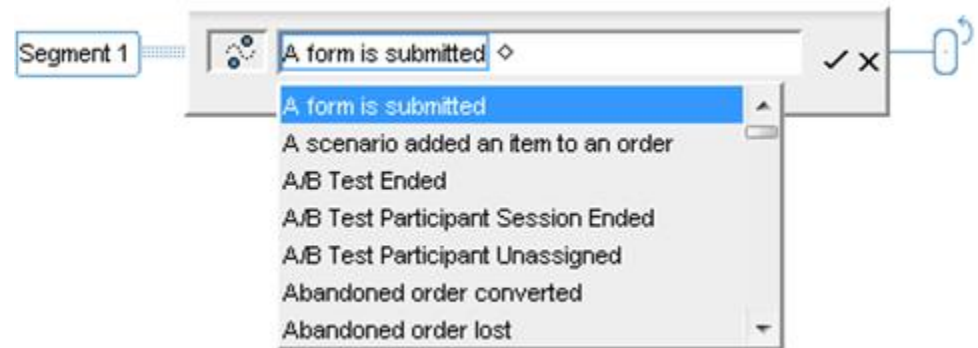 Segment 1
A form is submitted
A form is submitted
A scenario added an item to an order
A/B Test Ended
A/B Test Participant Session Ended
A/B Test Participant Unassigned
Abandoned order converted
Abandoned order lost